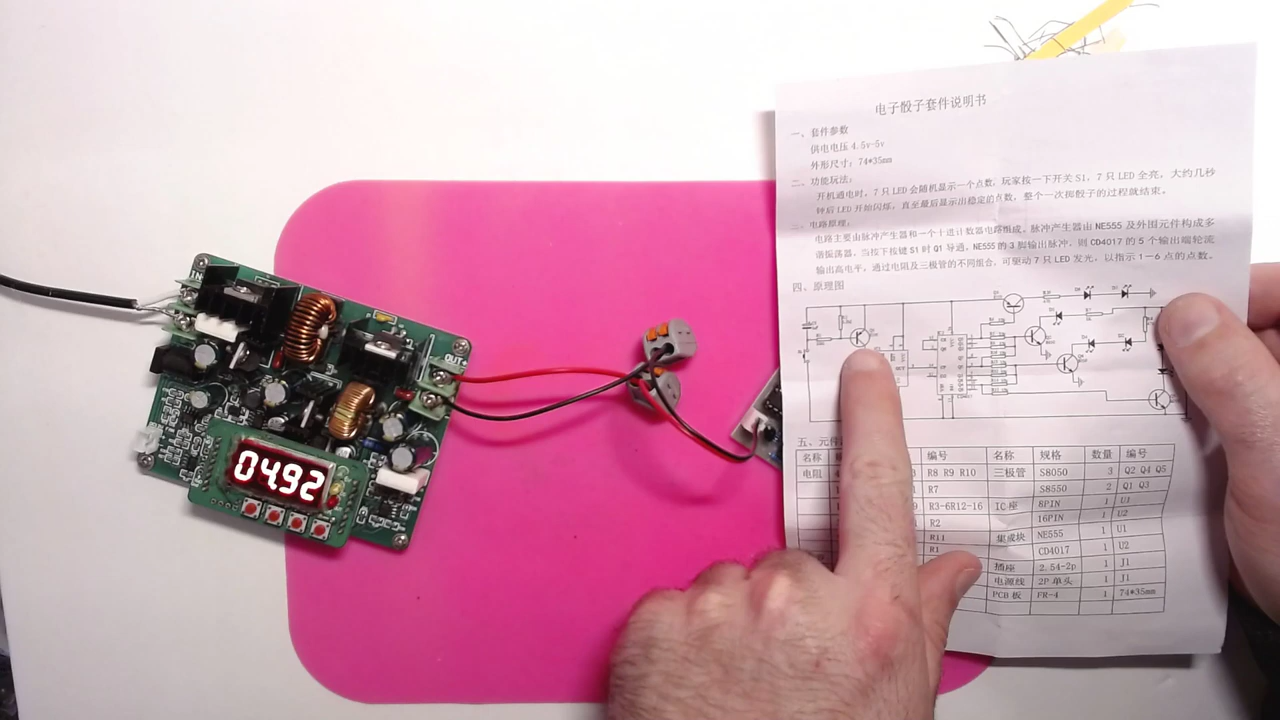 IN
OUT
04.92
电子骰子套件说明书
一、套件参数
供电电压 4.5v-5v
外形尺寸：74*35mm
二、功能玩法：
开机通电时，7 只 LED 会随机显示一个点数，玩家按一下开关 S1，7 只 LED 全亮，大约几秒
钟后 LED 开始闪烁，直至最后显示出稳定的点数，整个一次掷骰子的过程就结束。
电路原理：
电路主要由脉冲产生器和一个十进计数器电路组成。脉冲产生器由 NE555 及外围元件构成多
谐振荡器。当按下按键 S1 时 Q1 导通，NE555 的 3 脚输出脉冲，则 CD4017 的 5 个输出端轮流
输出高电平，通过电阻及三极管的不同组合，可驱动 7 只 LED 发光，以指示 1－6 点的点数。
四、原理图
CD4017
五、元件
名称 编号 名称 规格 数量 编号
电阻 R8 R9 R10 三极管 S8050 3 Q2 Q4 Q5
R7 S8550 2 Q1 Q3
R3-6R12-16 IC 座 8PIN 1 U1
R2 16PIN 1 U2
R11 集成块 NE555 1 U1
R1 CD4017 1 U2
插座 2.54-2p 1 J1
电源线 2P 单头 1 J1
PCB 板 FR-4 1 74*35mm